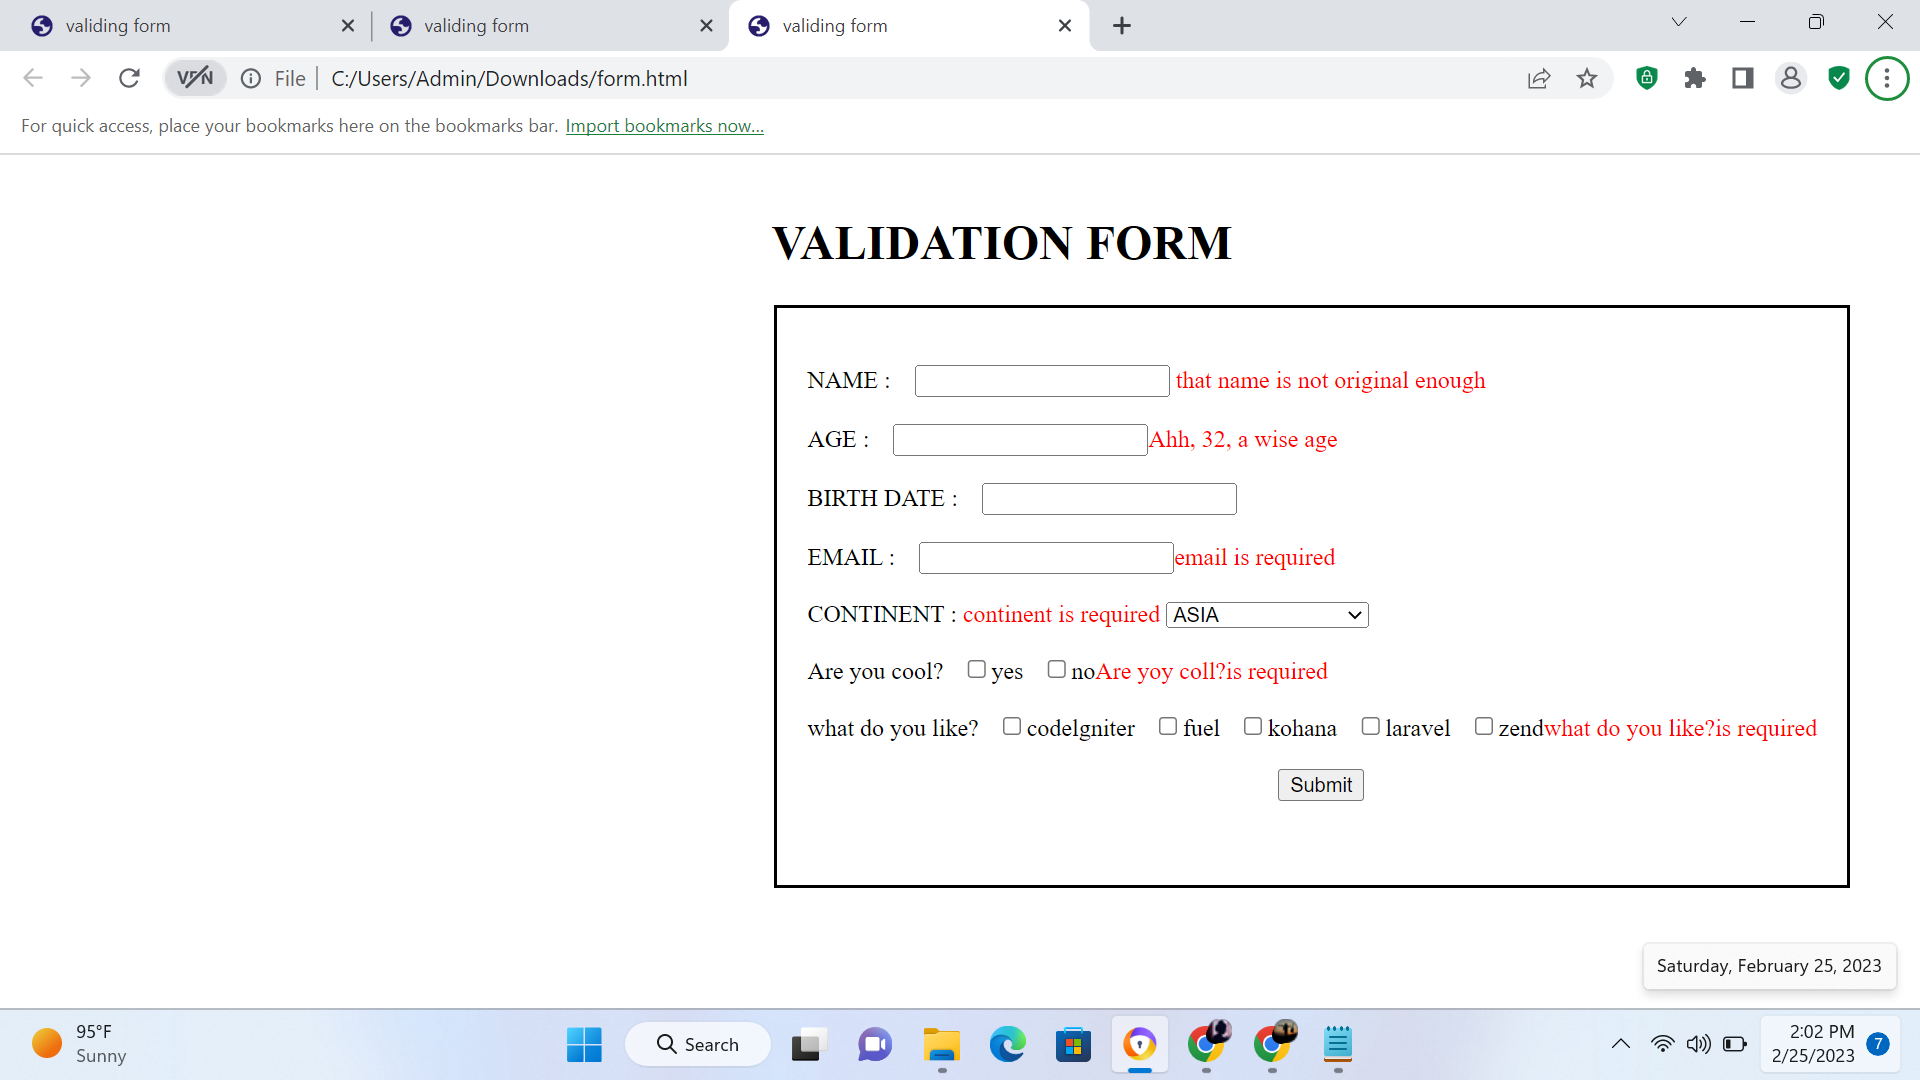 validing form validing form validing form
VPN File C:/Users/Admin/Downloads/form.html
For quick access, place your bookmarks here on the bookmarks bar. Import bookmarks now...
VALIDATION FORM
NAME : that name is not original enough
AGE : Ahh, 32, a wise age
BIRTH DATE :
EMAIL : email is required
CONTINENT : continent is required ASIA
Are you cool? yes noAre yoy coll?is required
what do you like? codelgniter fuel kohana laravel zendwhat do you like?is required
Submit
Saturday, February 25, 2023
95°F
Sunny
Search
2:02 PM
2/25/2023
7